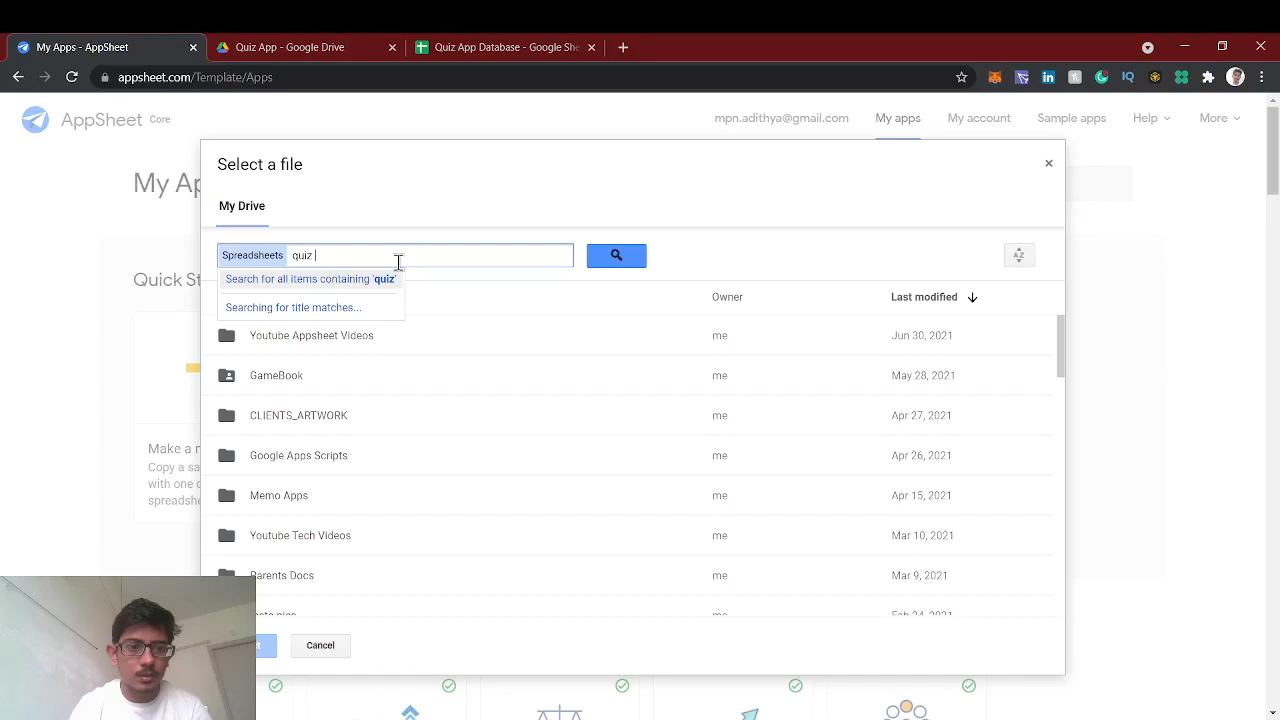 My Apps - AppSheet
Quiz App - Google Drive
Quiz App Database - Google She
appsheet.com/Template/Apps
AppSheet Core
mpn.adithya@gmail.com
My apps
My account
Sample apps
Help
More
My Ap
Select a file
My Drive
Spreadsheets quiz
Search for all items containing 'quiz'
Searching for title matches...
Owner
Last modified
Quick St
Youtube Appsheet Videos me Jun 30, 2021
GameBook me May 28, 2021
CLIENTS_ARTWORK me Apr 27, 2021
Google Apps Scripts me Apr 26, 2021
Memo Apps me Apr 15, 2021
Youtube Tech Videos me Mar 10, 2021
Parents Docs me Mar 9, 2021
Make a
Copy a sa
with one
spreadshe
Cancel